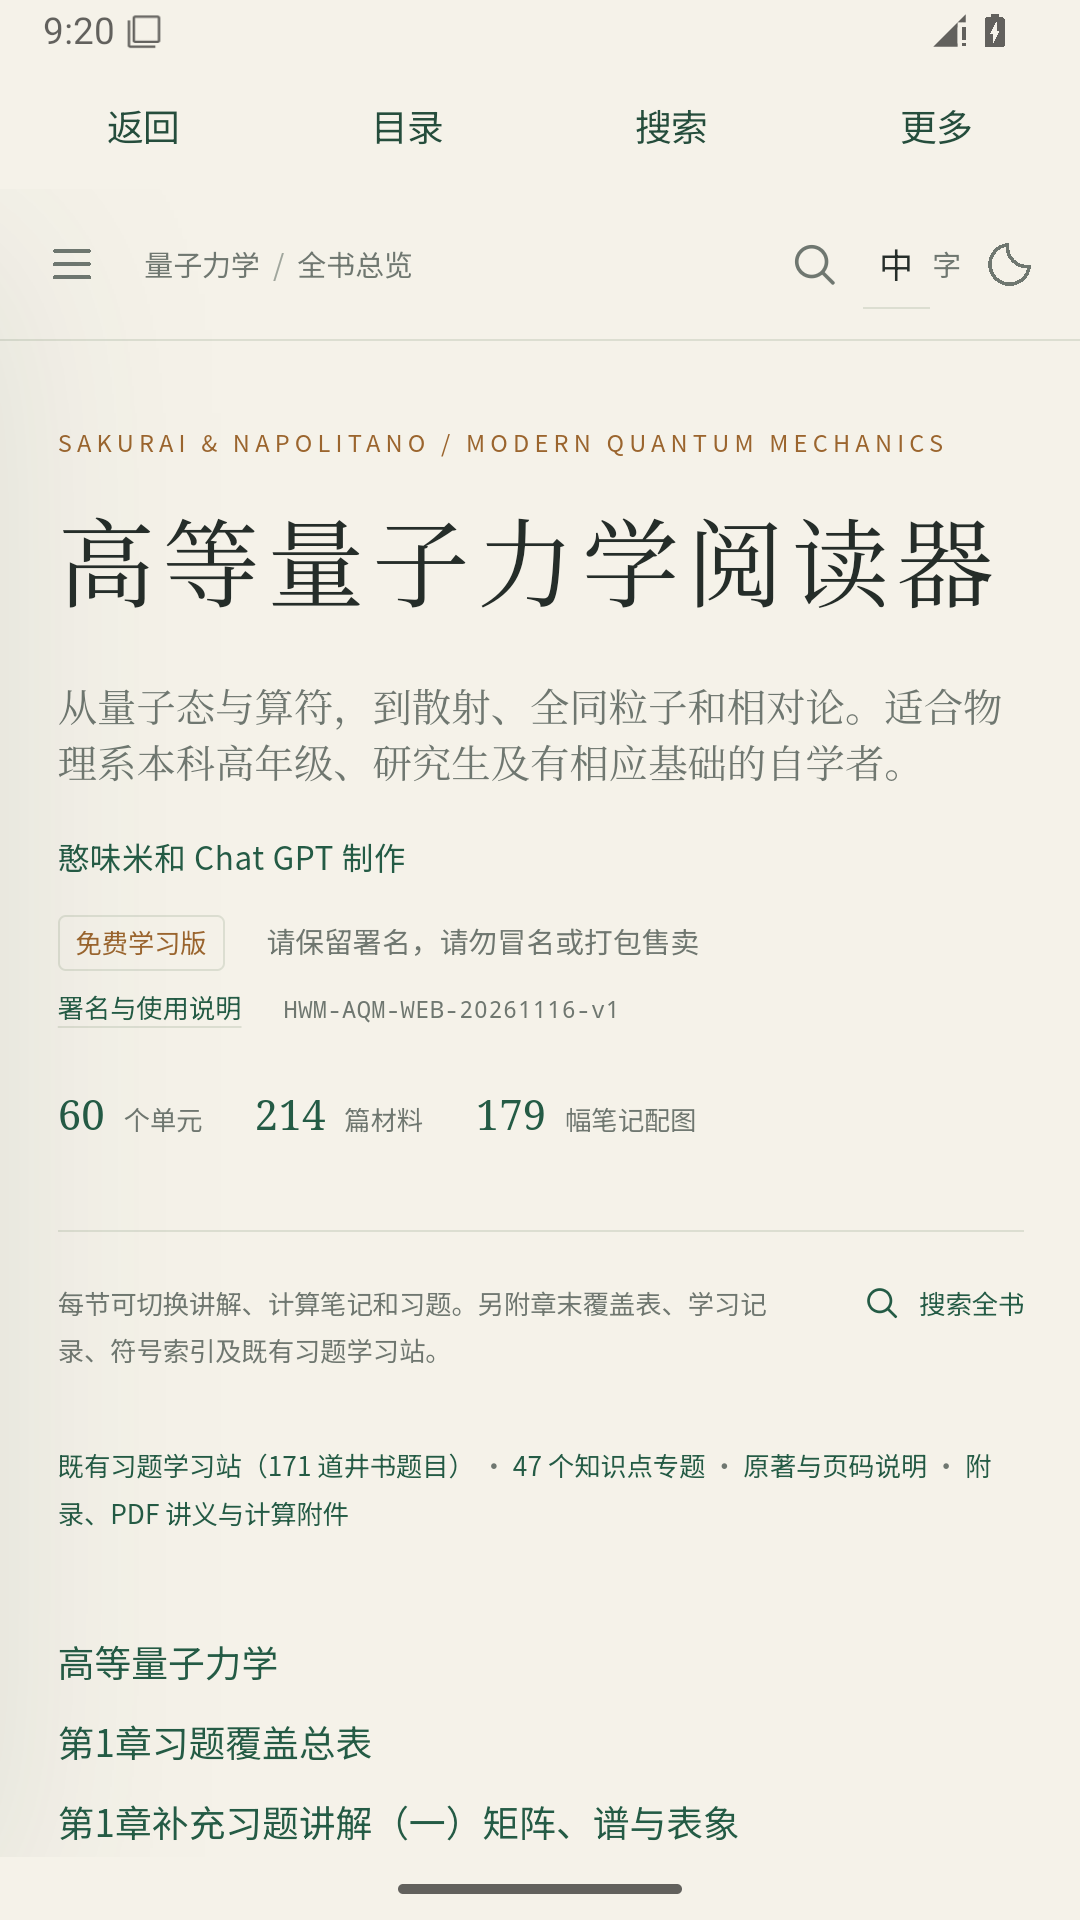 9:20
返回 目录 搜索 更多
量子力学 / 全书总览 中 字
SAKURAI & NAPOLITANO / MODERN QUANTUM MECHANICS
高等量子力学阅读器
从量子态与算符，到散射、全同粒子和相对论。适合物
理系本科高年级、研究生及有相应基础的自学者。
憨味米和 Chat GPT 制作
免费学习版 请保留署名，请勿冒名或打包售卖
署名与使用说明 HWM-AQM-WEB-20261116-v1
60 个单元 214 篇材料 179 幅笔记配图
每节可切换讲解、计算笔记和习题。另附章末覆盖表、学习记
录、符号索引及既有习题学习站。
搜索全书
既有习题学习站（171 道井书题目） · 47 个知识点专题 · 原著与页码说明 · 附
录、PDF 讲义与计算附件
高等量子力学
第1章习题覆盖总表
第1章补充习题讲解（一）矩阵、谱与表象